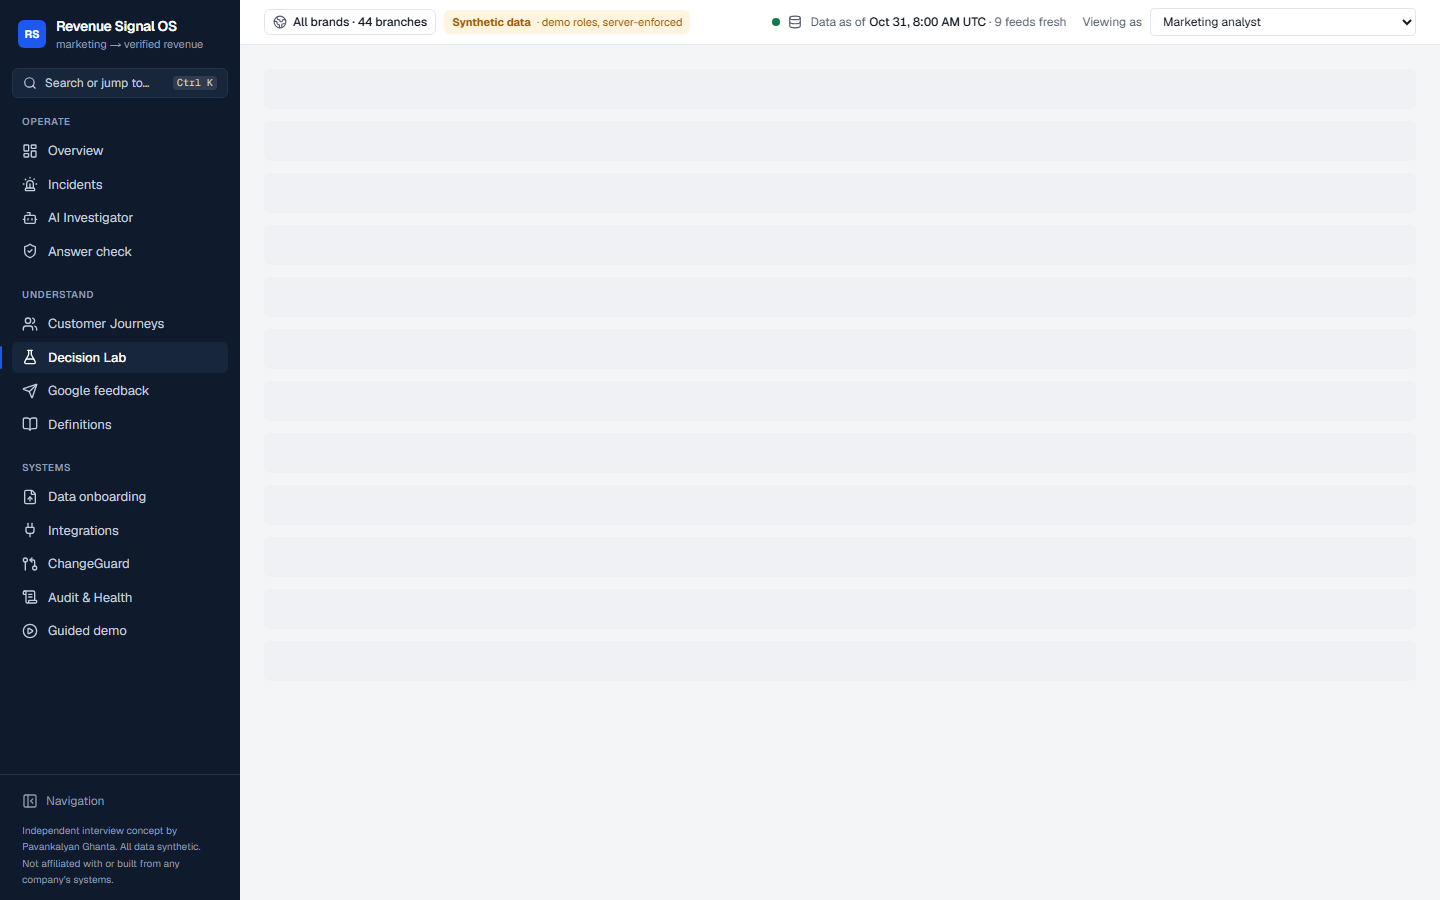 RS
Revenue Signal OS
marketing → verified revenue
Search or jump to... Ctrl K
OPERATE
Overview
Incidents
AI Investigator
Answer check
UNDERSTAND
Customer Journeys
Decision Lab
Google feedback
Definitions
SYSTEMS
Data onboarding
Integrations
ChangeGuard
Audit & Health
Guided demo
Navigation
Independent interview concept by
Pavankalyan Ghanta. All data synthetic.
Not affiliated with or built from any
company's systems.
All brands · 44 branches
Synthetic data · demo roles, server-enforced
Data as of Oct 31, 8:00 AM UTC · 9 feeds fresh
Viewing as
Marketing analyst